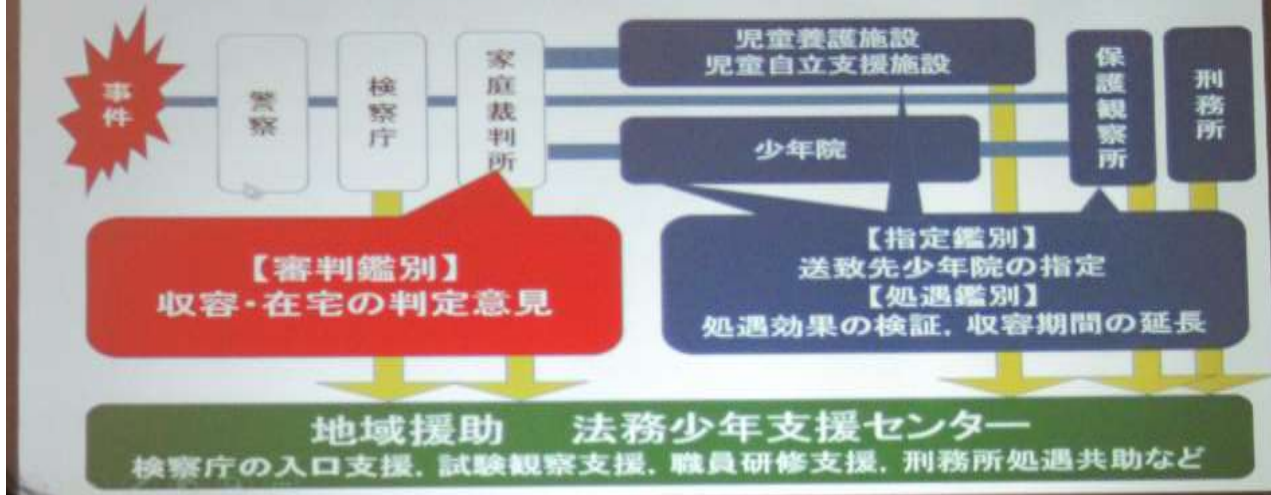 事件
警察
検察庁
家庭裁判所
児童養護施設
児童自立支援施設
少年院
保護観察所
刑務所
【審判鑑別】
収容・在宅の判定意見
【指定鑑別】
送致先少年院の指定
【処遇鑑別】
処遇効果の検証，収容期間の延長
地域援助　法務少年支援センター
検察庁の入口支援，試験観察支援，職員研修支援，刑務所処遇共助など